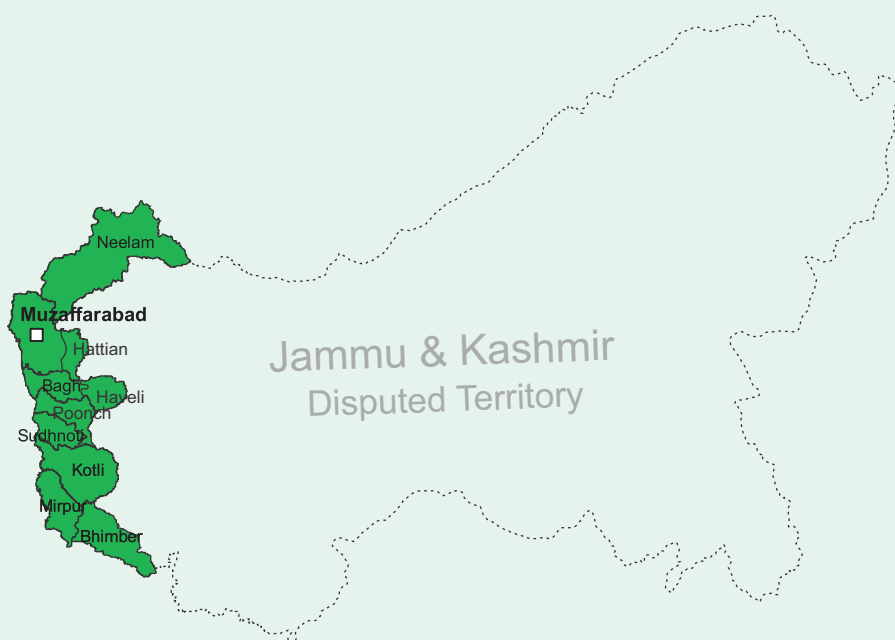 Neelam
Muzaffarabad
Hattian
Jammu & Kashmir
Disputed Territory
Bagh
Haveli
Poonch
Sudhnoti
Kotli
Mirpur
Bhimber